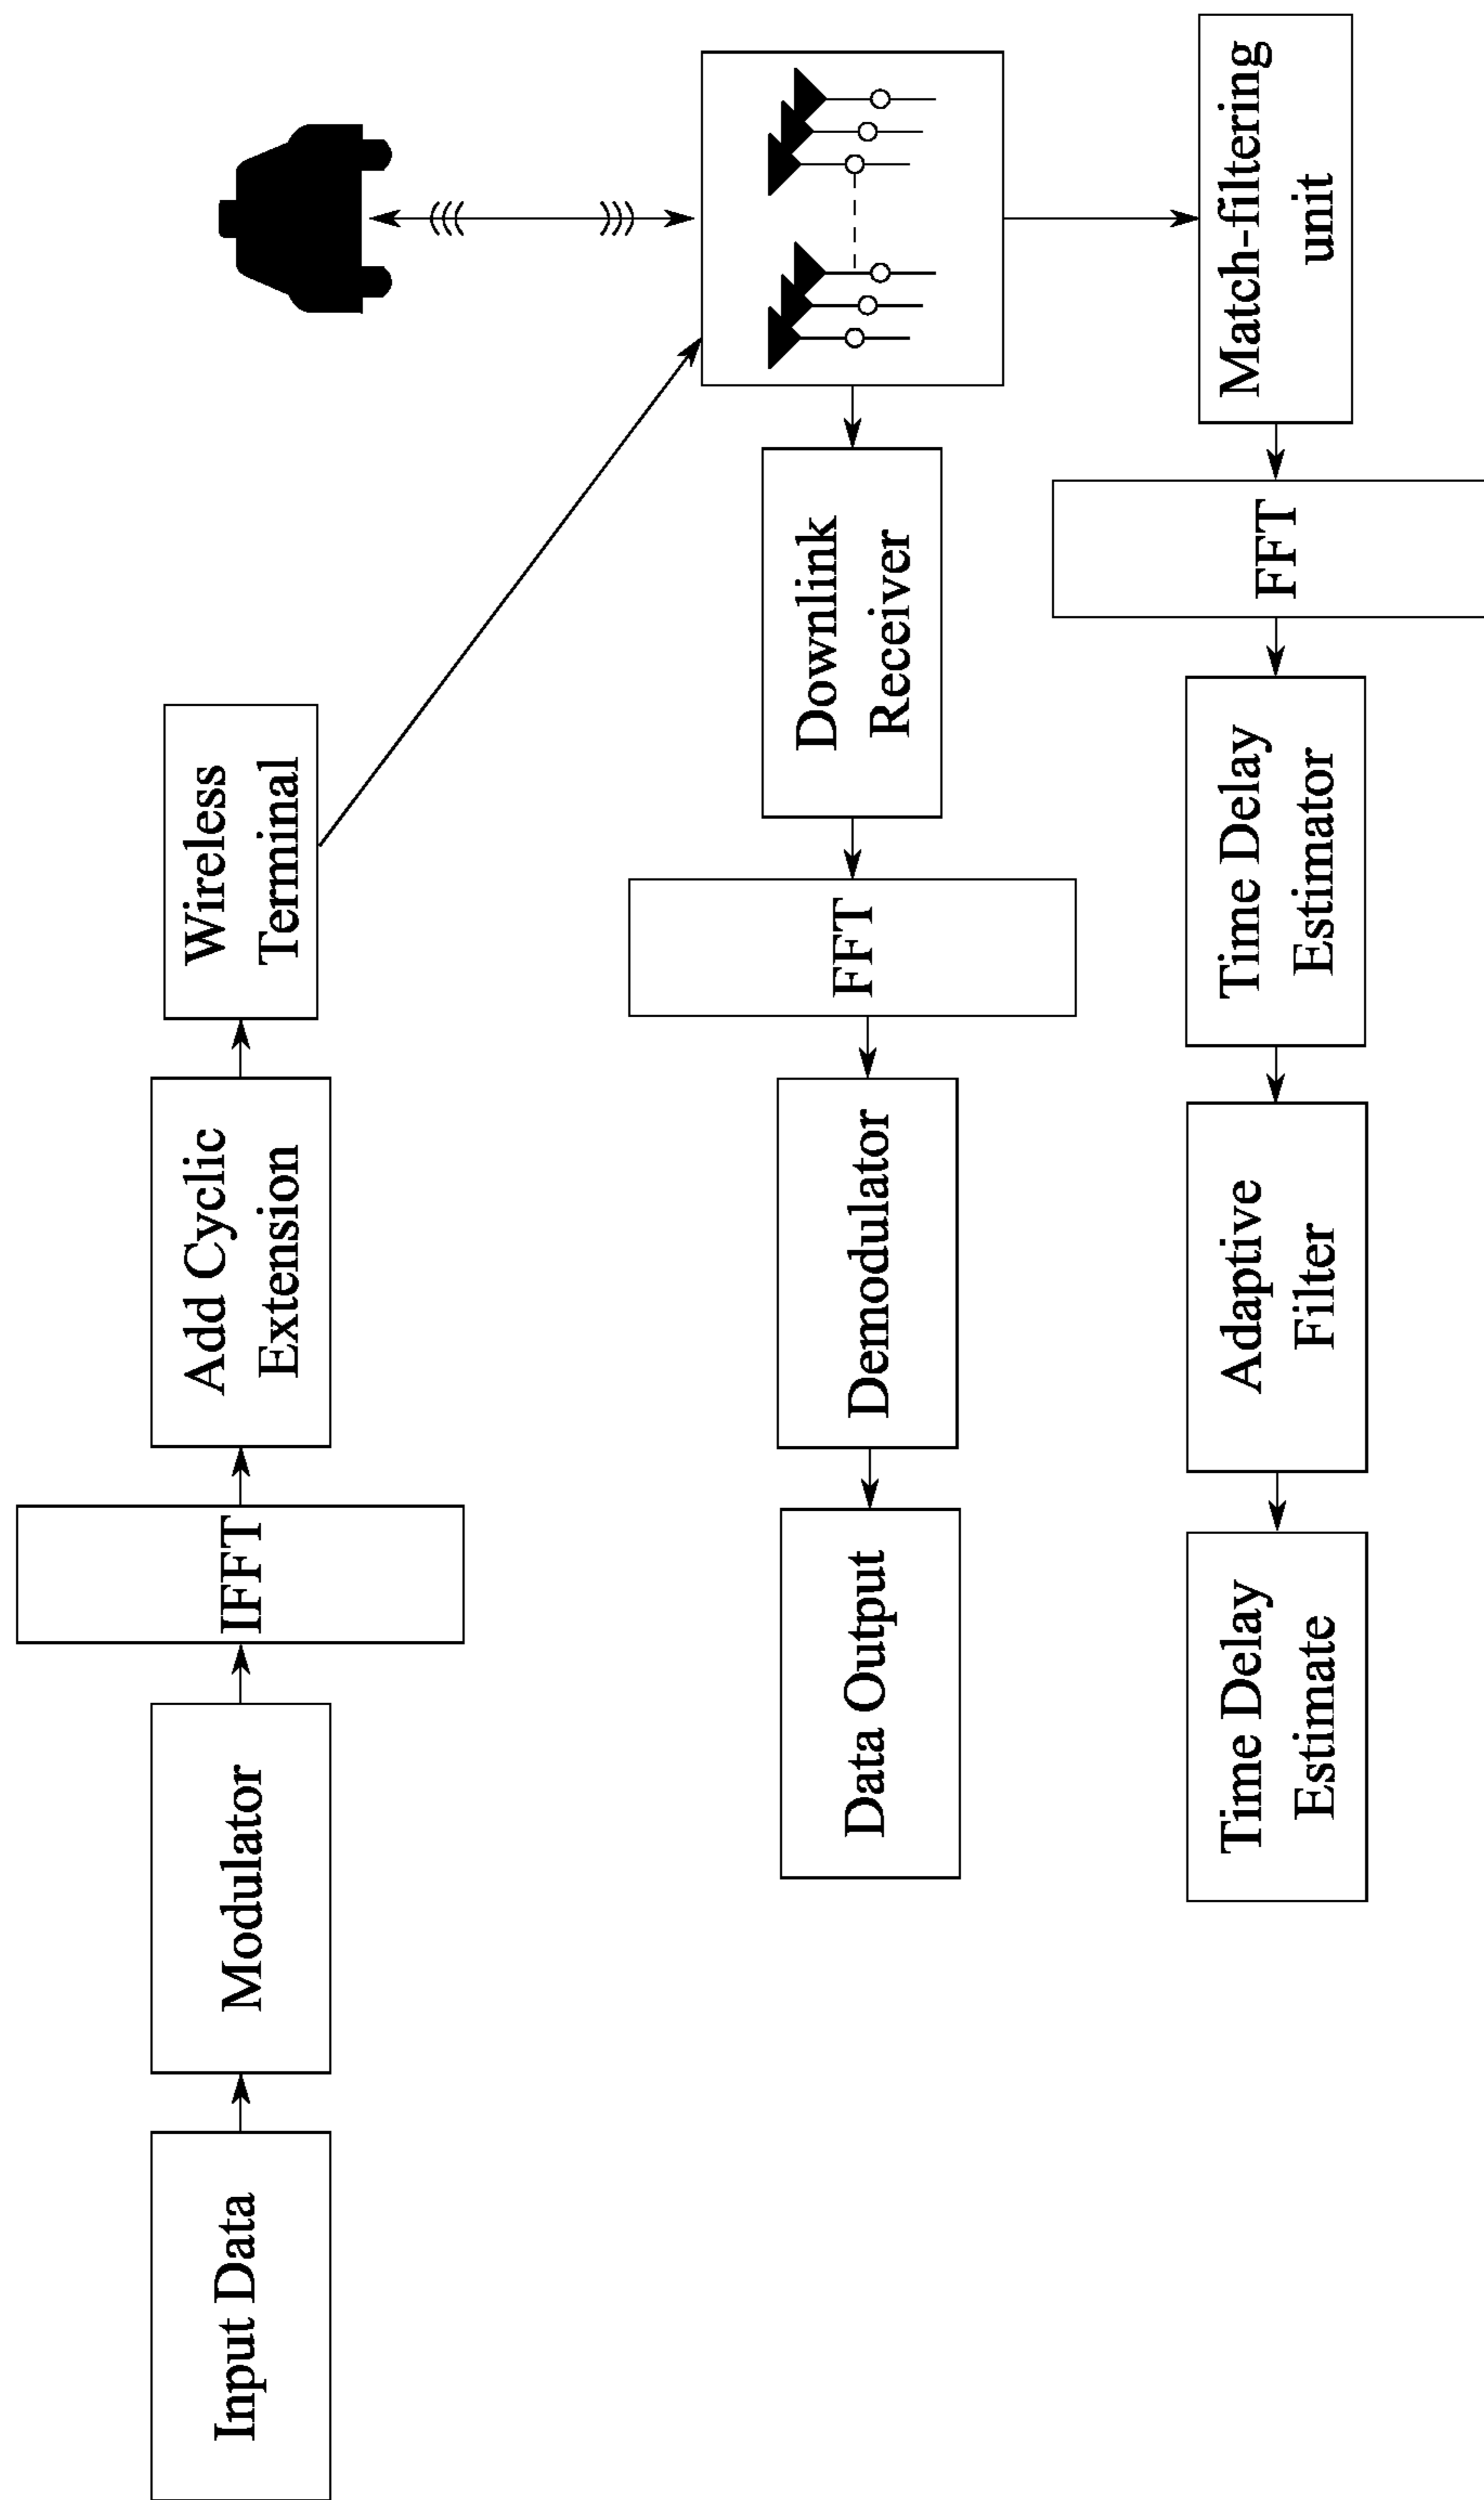 Input Data
Modulator
IFFT
Add Cyclic
Extension
Wireless
Terminal
Downlink
Receiver
FFT
Demodulator
Data Output
Match-filtering
unit
FFT
Time Delay
Estimator
Adaptive
Filter
Time Delay
Estimate